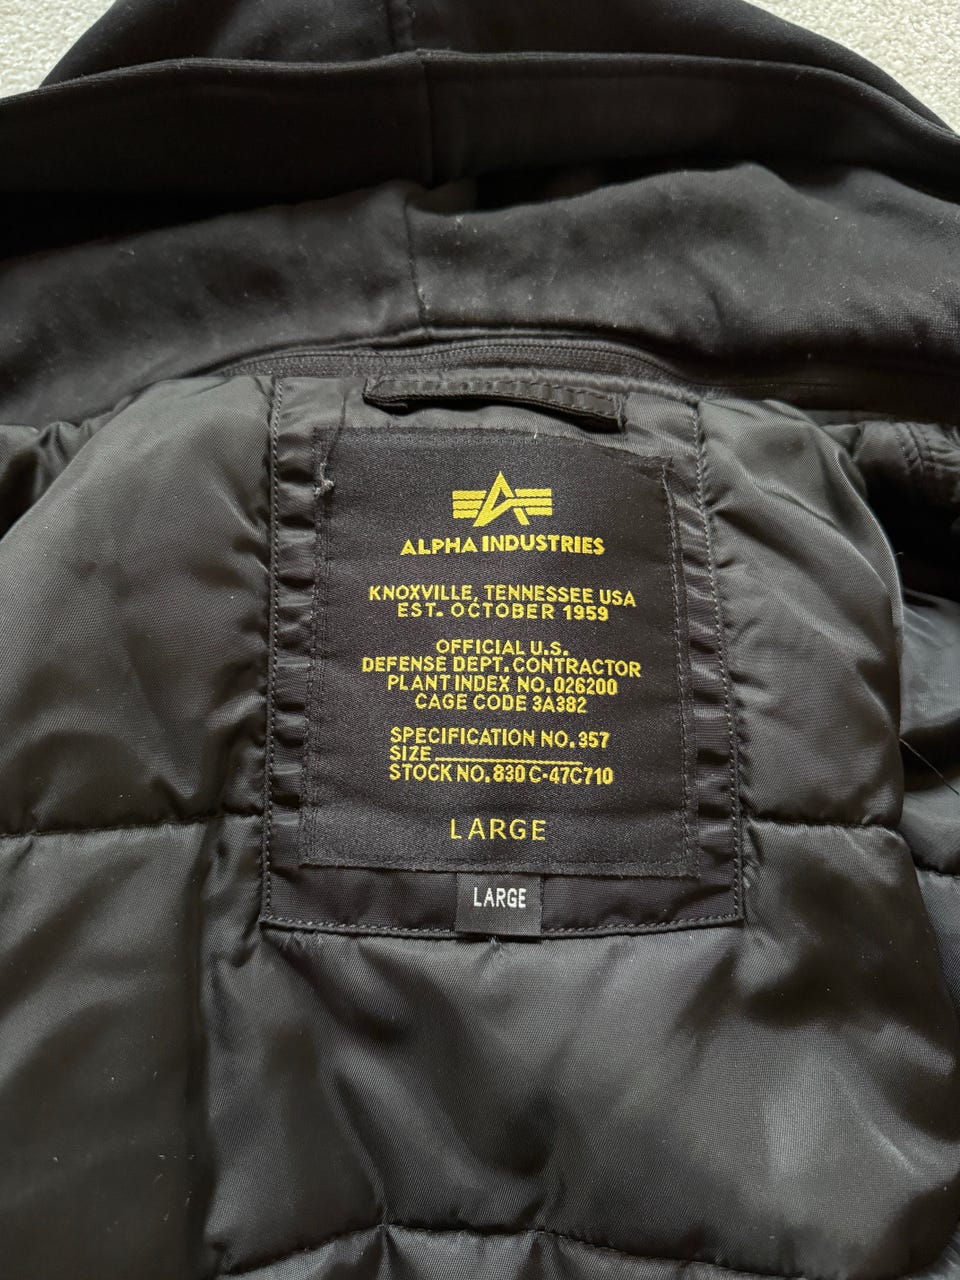 ALPHA INDUSTRIES
KNOXVILLE, TENNESSEE USA
EST. OCTOBER 1959
OFFICIAL U.S.
DEFENSE DEPT. CONTRACTOR
PLANT INDEX NO. 026200
CAGE CODE 3A382
SPECIFICATION NO. 357
SIZE
STOCK NO. 830 C-47C710
LARGE
LARGE